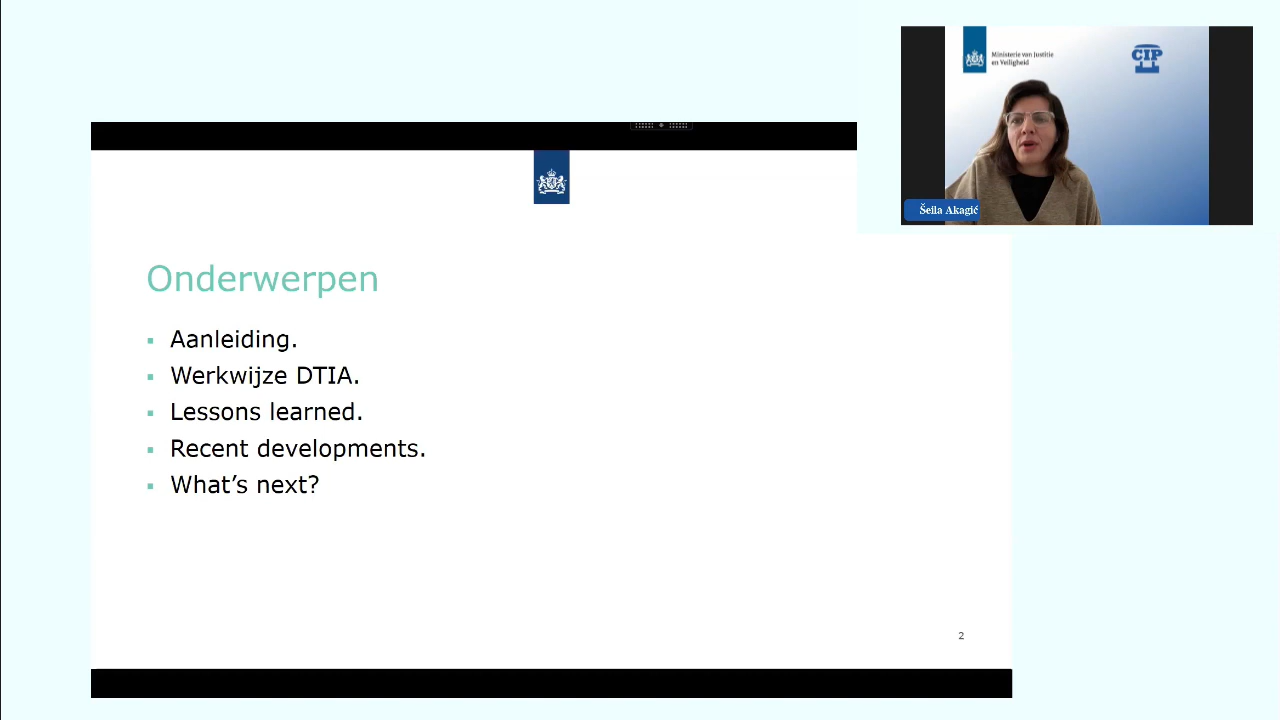 Ministerie van Justitie
en Veiligheid
CIP
Šeila Akagić
Onderwerpen
Aanleiding.
Werkwijze DTIA.
Lessons learned.
Recent developments.
What’s next?
2